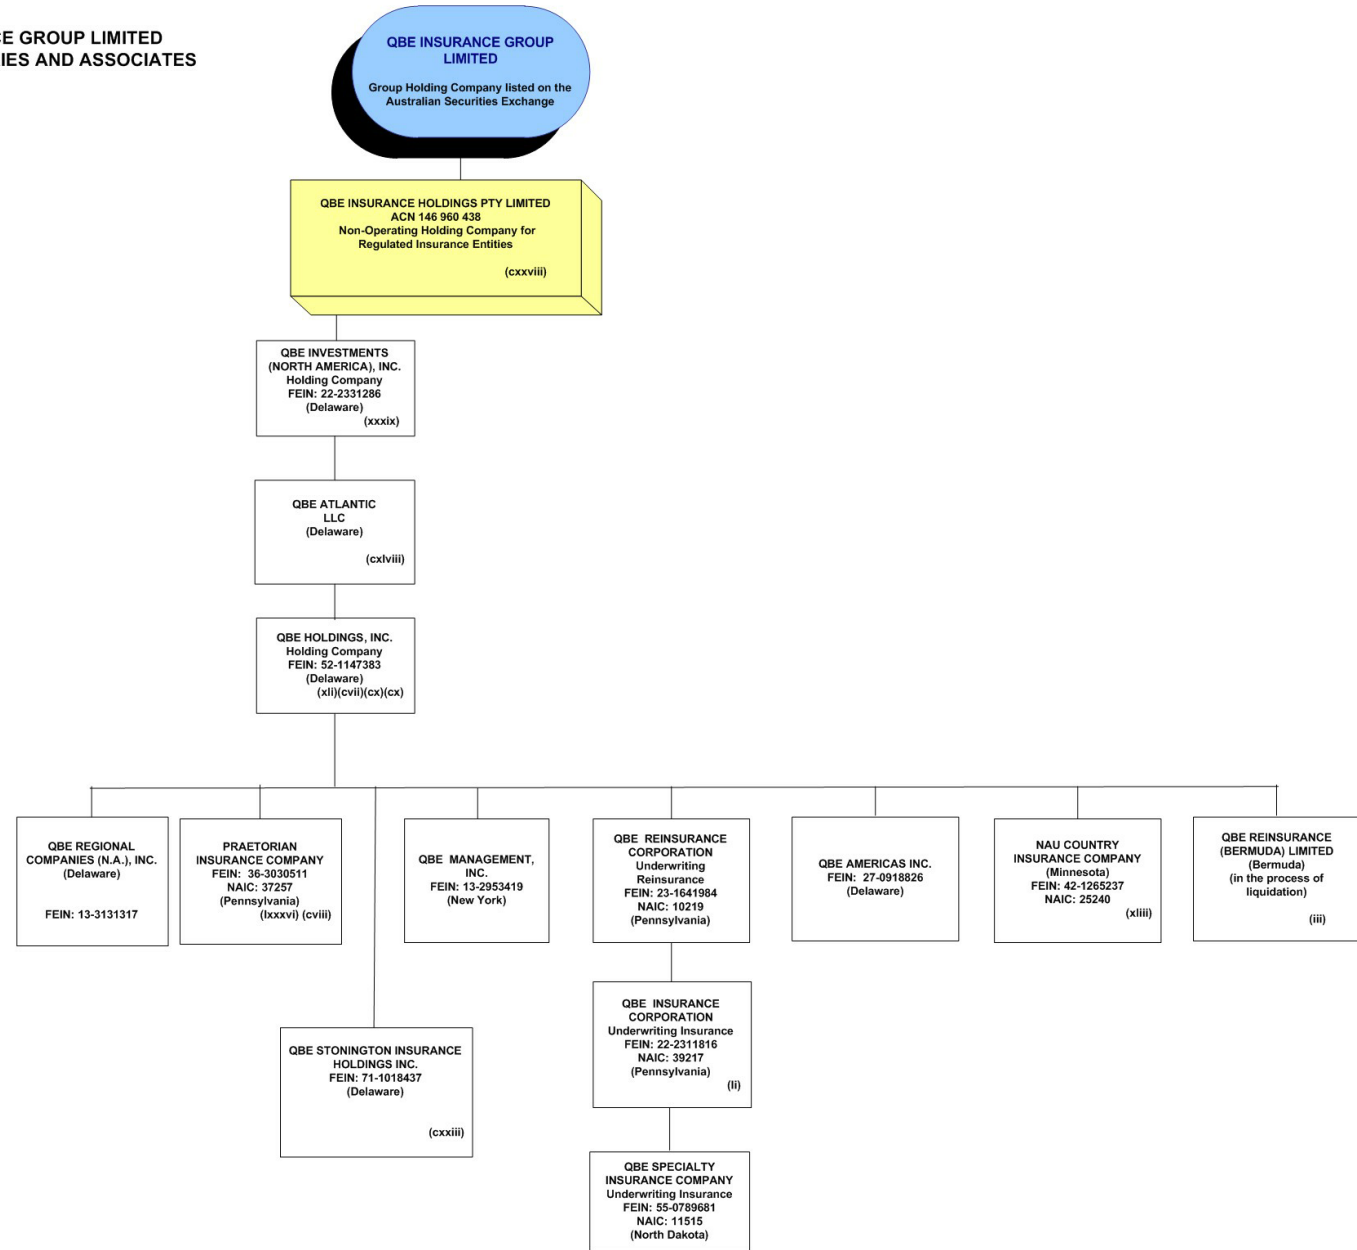 CE GROUP LIMITED
IES AND ASSOCIATES
QBE INSURANCE GROUP
LIMITED
Group Holding Company listed on the
Australian Securities Exchange
QBE INSURANCE HOLDINGS PTY LIMITED
ACN 146 960 438
Non-Operating Holding Company for
Regulated Insurance Entities
(cxxviii)
QBE INVESTMENTS
(NORTH AMERICA), INC.
Holding Company
FEIN: 22-2331286
(Delaware)
(xxxix)
QBE ATLANTIC
LLC
(Delaware)
(cxlviii)
QBE HOLDINGS, INC.
Holding Company
FEIN: 52-1147383
(Delaware)
(xli)(cvii)(cx)(cx)
QBE REGIONAL
COMPANIES (N.A.), INC.
(Delaware)
FEIN: 13-3131317
PRAETORIAN
INSURANCE COMPANY
FEIN: 36-3030511
NAIC: 37257
(Pennsylvania)
(lxxxvi) (cviii)
QBE MANAGEMENT,
INC.
FEIN: 13-2953419
(New York)
QBE REINSURANCE
CORPORATION
Underwriting
Reinsurance
FEIN: 23-1641984
NAIC: 10219
(Pennsylvania)
QBE AMERICAS INC.
FEIN: 27-0918826
(Delaware)
NAU COUNTRY
INSURANCE COMPANY
(Minnesota)
FEIN: 42-1265237
NAIC: 25240
(xliii)
QBE REINSURANCE
(BERMUDA) LIMITED
(Bermuda)
(in the process of
liquidation)
(iii)
QBE STONINGTON INSURANCE
HOLDINGS INC.
FEIN: 71-1018437
(Delaware)
(cxxiii)
QBE INSURANCE
CORPORATION
Underwriting Insurance
FEIN: 22-2311816
NAIC: 39217
(Pennsylvania)
(li)
QBE SPECIALTY
INSURANCE COMPANY
Underwriting Insurance
FEIN: 55-0789681
NAIC: 11515
(North Dakota)